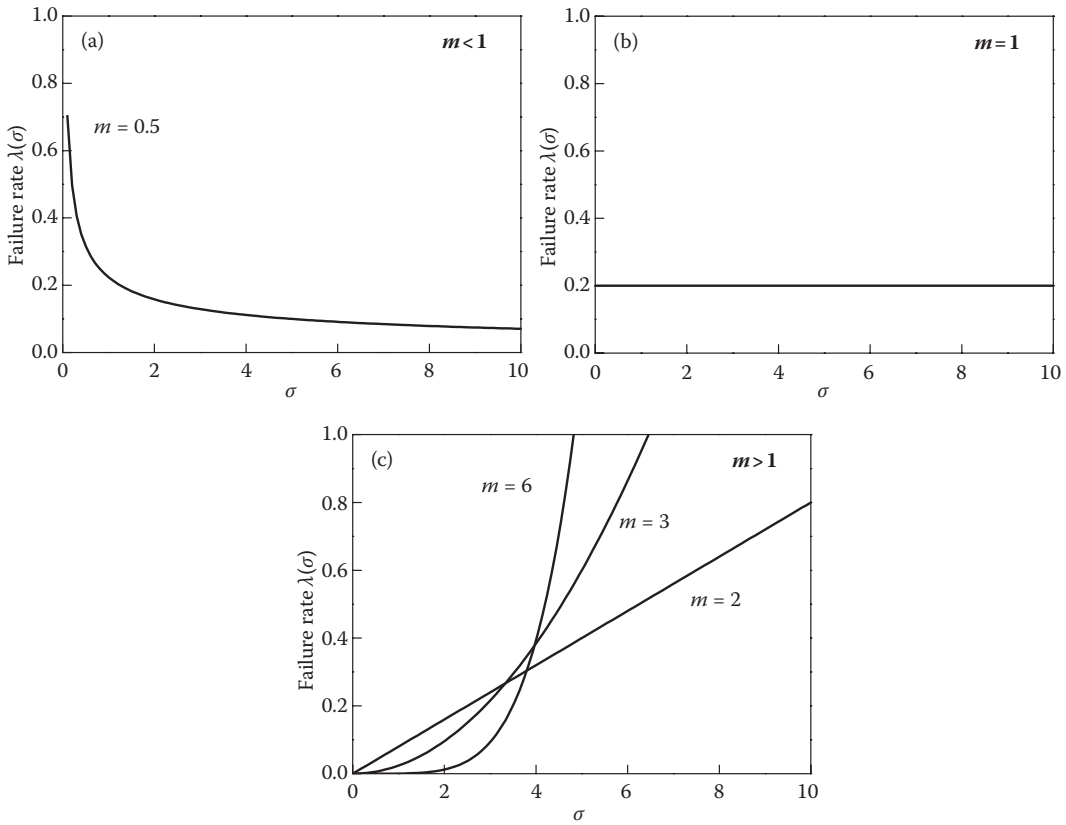 (a)
m<1
m = 0.5
Failure rate λ(σ)
1.0
0.8
0.6
0.4
0.2
0.0
0 2 4 6 8 10
σ
(b)
m=1
Failure rate λ(σ)
1.0
0.8
0.6
0.4
0.2
0.0
0 2 4 6 8 10
σ
(c)
m>1
m = 6
m = 3
m = 2
Failure rate λ(σ)
1.0
0.8
0.6
0.4
0.2
0.0
0 2 4 6 8 10
σ